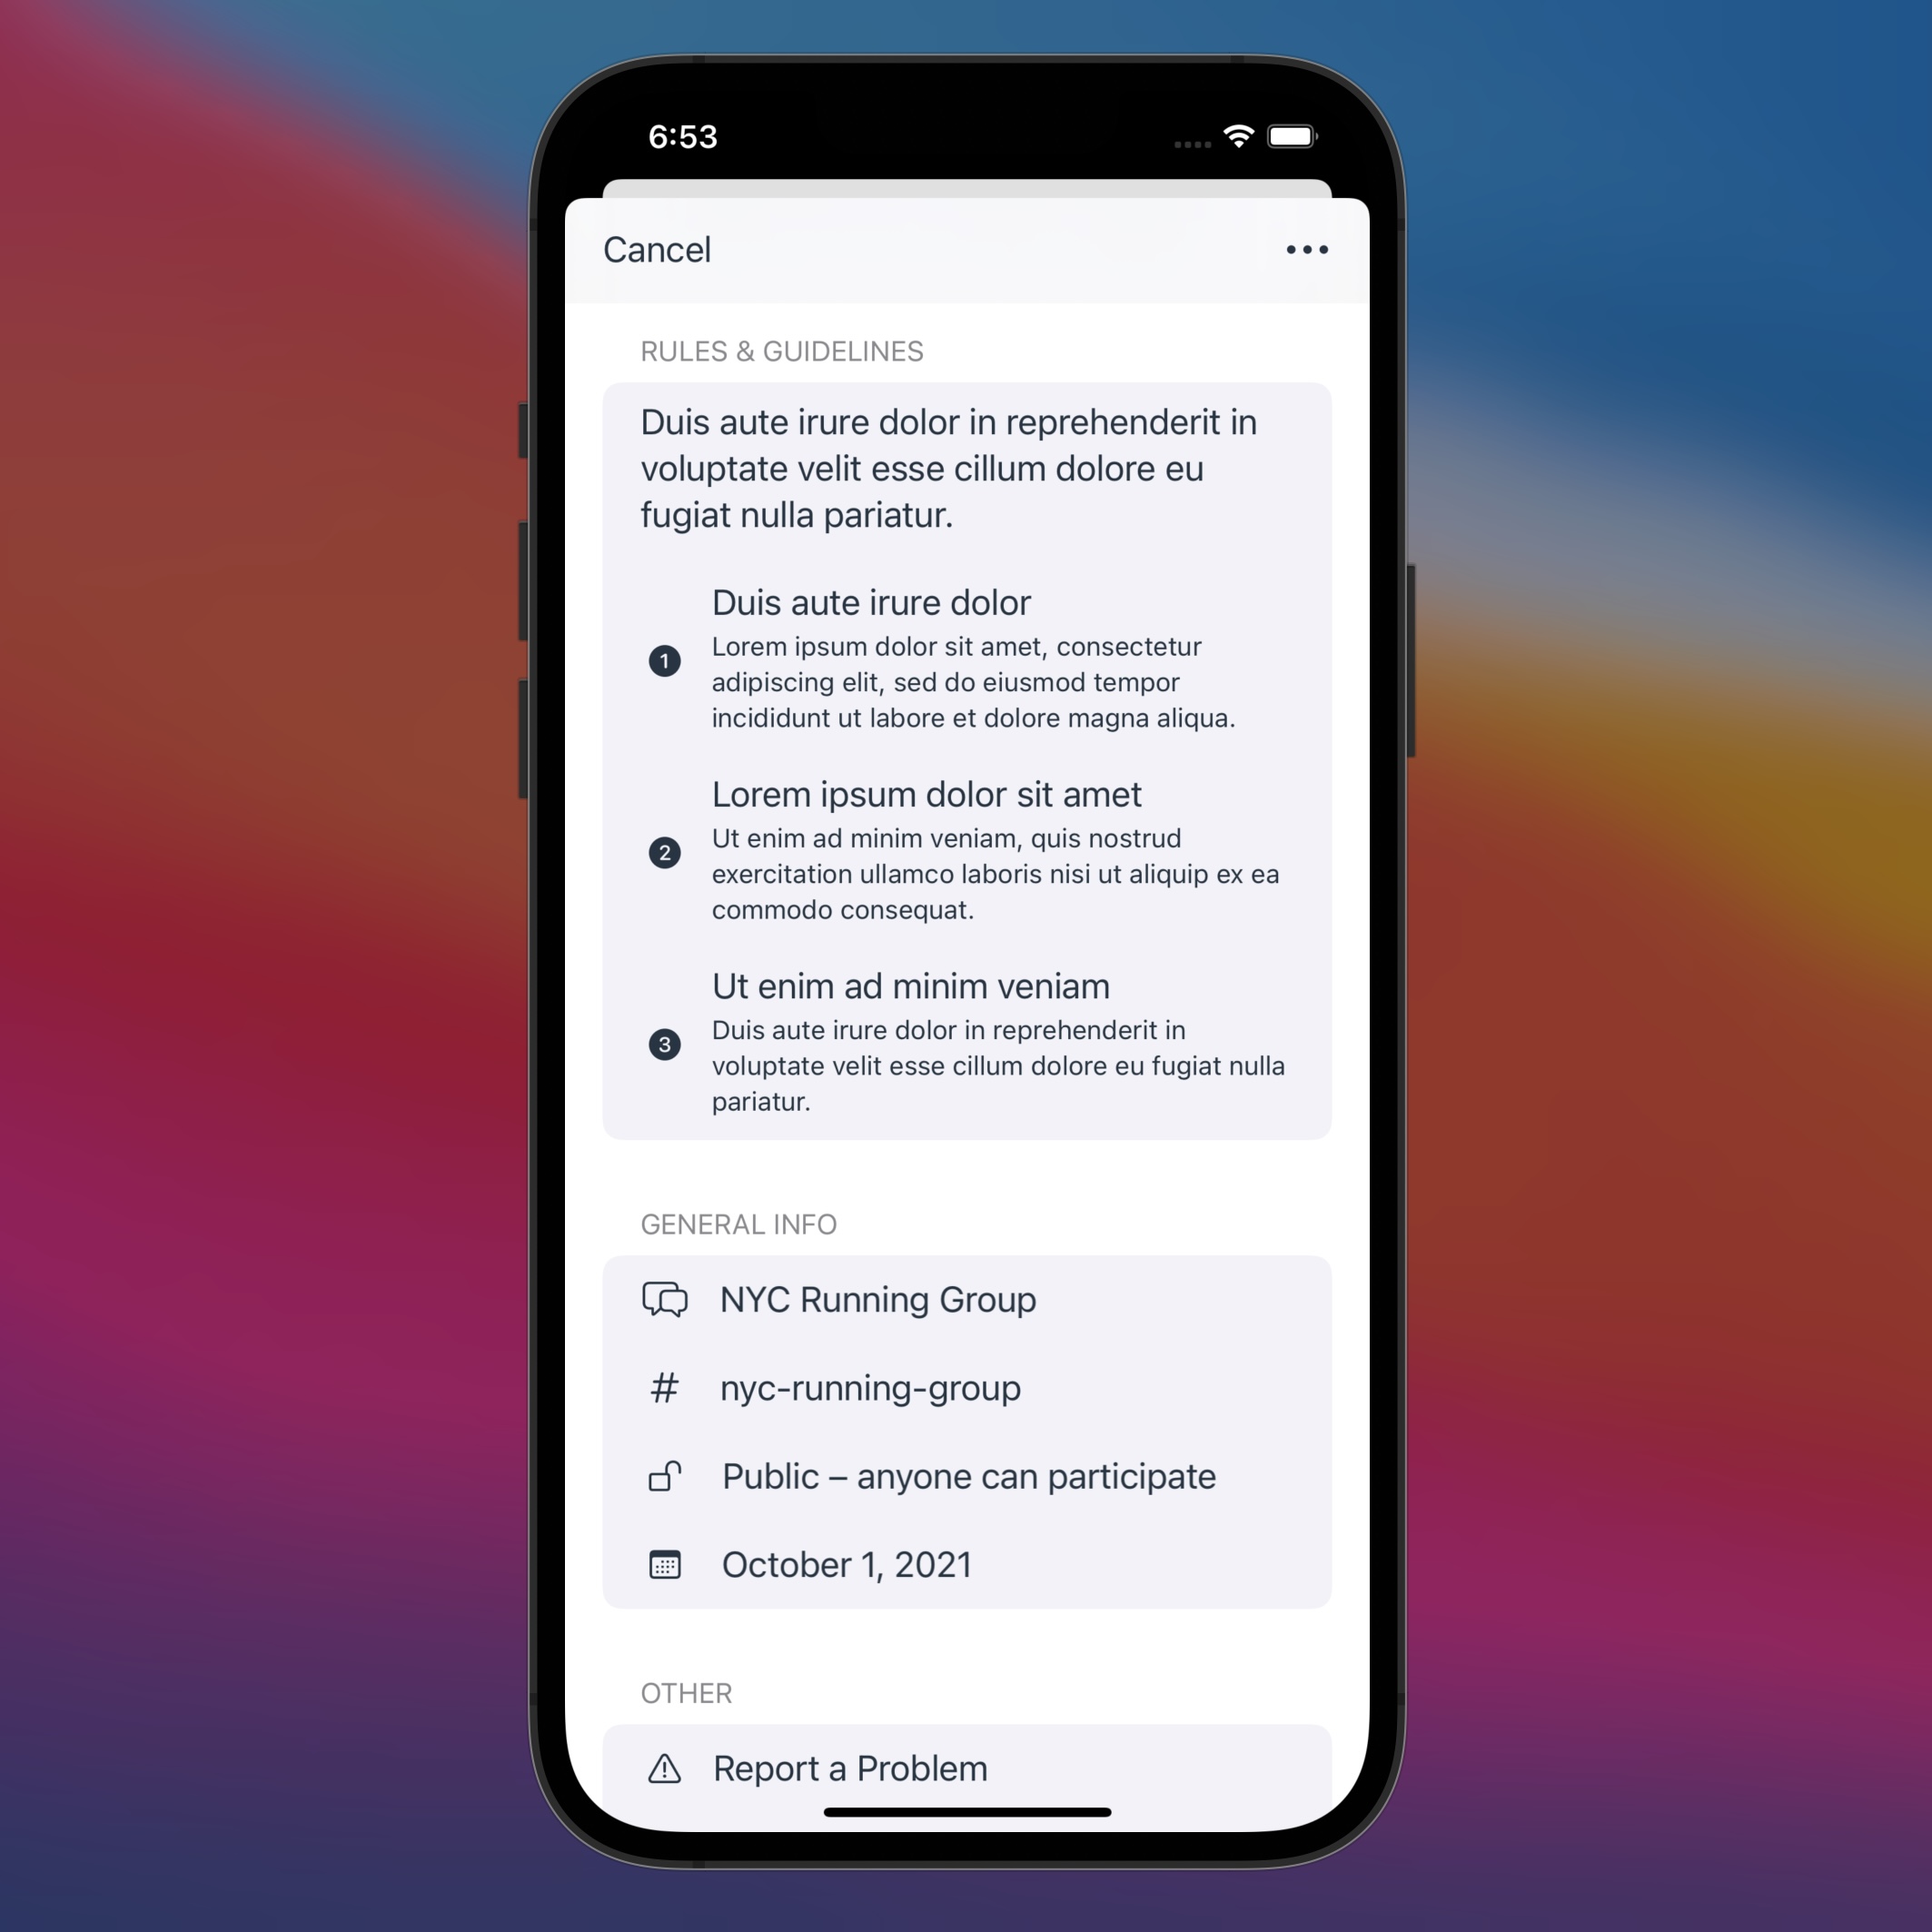 6:53
Cancel
RULES & GUIDELINES
Duis aute irure dolor in reprehenderit in
voluptate velit esse cillum dolore eu
fugiat nulla pariatur.
Duis aute irure dolor
1
Lorem ipsum dolor sit amet, consectetur
adipiscing elit, sed do eiusmod tempor
incididunt ut labore et dolore magna aliqua.
Lorem ipsum dolor sit amet
2
Ut enim ad minim veniam, quis nostrud
exercitation ullamco laboris nisi ut aliquip ex ea
commodo consequat.
Ut enim ad minim veniam
3
Duis aute irure dolor in reprehenderit in
voluptate velit esse cillum dolore eu fugiat nulla
pariatur.
GENERAL INFO
NYC Running Group
# nyc-running-group
Public – anyone can participate
October 1, 2021
OTHER
Report a Problem